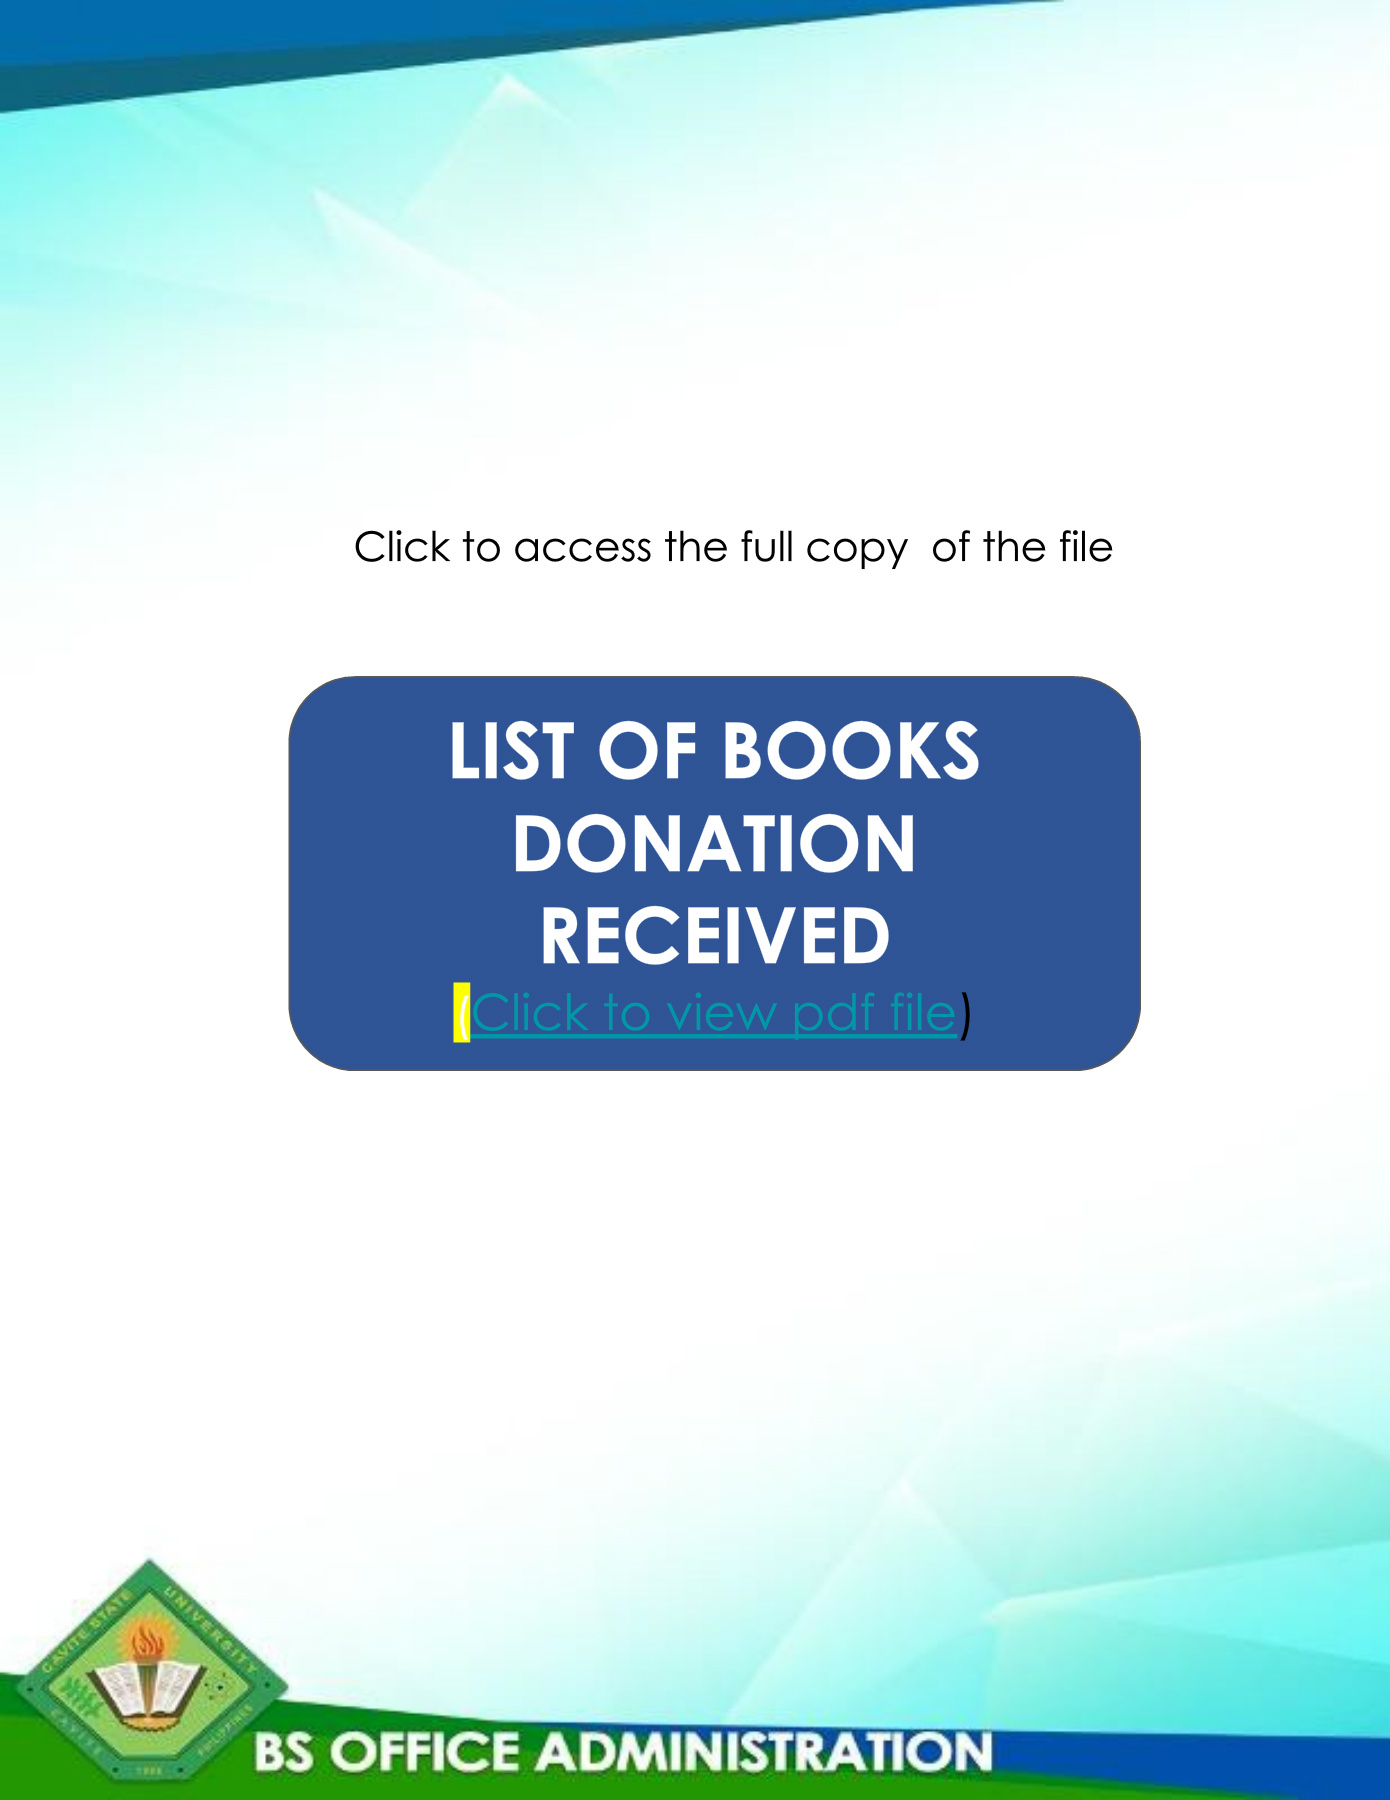 Click to access the full copy  of the file
LIST OF BOOKS
DONATION
RECEIVED
(Click to view pdf file)
CAVITE STATE UNIVERSITY
CAVITE PHILIPPINES
1906
BS OFFICE ADMINISTRATION